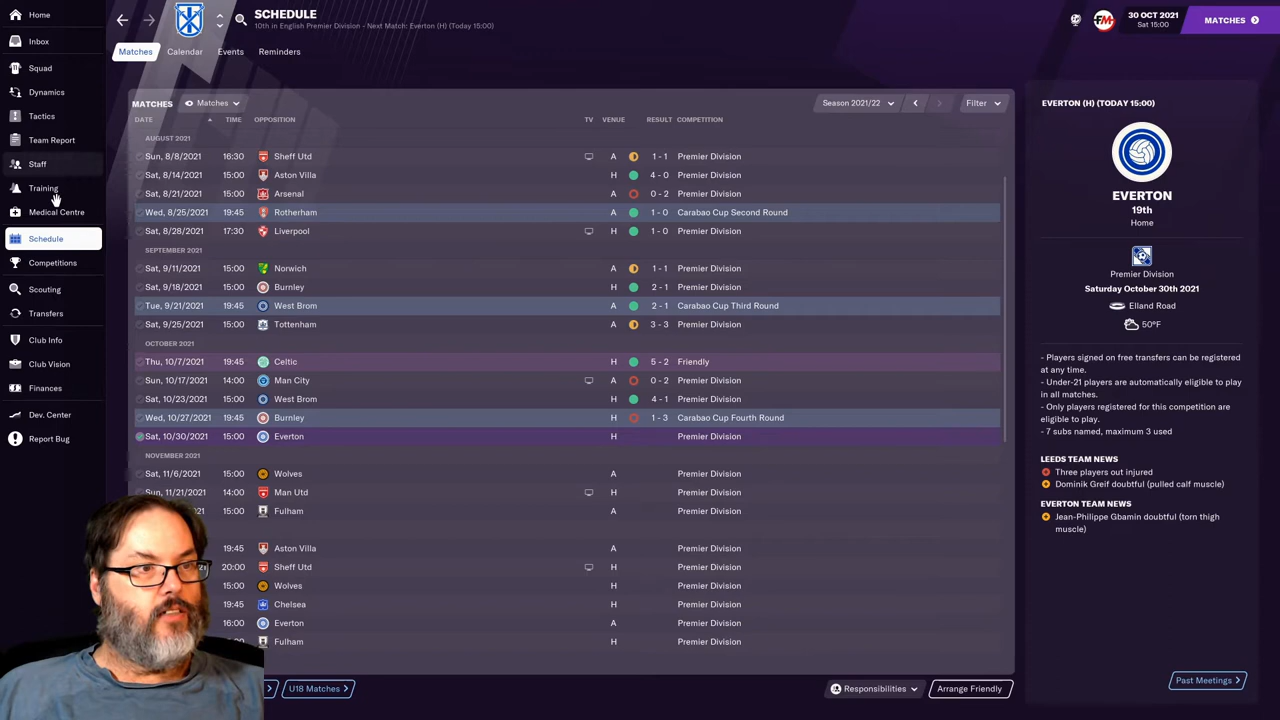 Home
Inbox
Squad
Dynamics
Tactics
Team Report
Staff
Training
Medical Centre
Schedule
Competitions
Scouting
Transfers
Club Info
Club Vision
Finances
Dev. Center
Report Bug
SCHEDULE
10th in English Premier Division - Next Match: Everton (H) (Today 15:00)
FM
30 OCT 2021
Sat 15:00
MATCHES
Matches Calendar Events Reminders
MATCHES Matches Season 2021/22 Filter
DATE TIME OPPOSITION TV VENUE RESULT COMPETITION
AUGUST 2021
Sun, 8/8/2021 16:30 Sheff Utd A 1 - 1 Premier Division
Sat, 8/14/2021 15:00 Aston Villa H 4 - 0 Premier Division
Sat, 8/21/2021 15:00 Arsenal A 0 - 2 Premier Division
Wed, 8/25/2021 19:45 Rotherham A 1 - 0 Carabao Cup Second Round
Sat, 8/28/2021 17:30 Liverpool H 1 - 0 Premier Division
SEPTEMBER 2021
Sat, 9/11/2021 15:00 Norwich A 1 - 1 Premier Division
Sat, 9/18/2021 15:00 Burnley H 2 - 1 Premier Division
Tue, 9/21/2021 19:45 West Brom A 2 - 1 Carabao Cup Third Round
Sat, 9/25/2021 15:00 Tottenham A 3 - 3 Premier Division
OCTOBER 2021
Thu, 10/7/2021 19:45 Celtic H 5 - 2 Friendly
Sun, 10/17/2021 14:00 Man City A 0 - 2 Premier Division
Sat, 10/23/2021 15:00 West Brom H 4 - 1 Premier Division
Wed, 10/27/2021 19:45 Burnley H 1 - 3 Carabao Cup Fourth Round
Sat, 10/30/2021 15:00 Everton H Premier Division
NOVEMBER 2021
Sat, 11/6/2021 15:00 Wolves A Premier Division
Sun, 11/21/2021 14:00 Man Utd H Premier Division
15:00 Fulham A Premier Division
19:45 Aston Villa A Premier Division
20:00 Sheff Utd H Premier Division
15:00 Wolves H Premier Division
19:45 Chelsea H Premier Division
16:00 Everton A Premier Division
Fulham H Premier Division
U18 Matches Responsibilities Arrange Friendly
EVERTON (H) (TODAY 15:00)
EVERTON
19th
Home
Premier Division
Saturday October 30th 2021
Elland Road
50°F
- Players signed on free transfers can be registered
at any time.
- Under-21 players are automatically eligible to play
in all matches.
- Only players registered for this competition are
eligible to play.
- 7 subs named, maximum 3 used
LEEDS TEAM NEWS
Three players out injured
Dominik Greif doubtful (pulled calf muscle)
EVERTON TEAM NEWS
Jean-Philippe Gbamin doubtful (torn thigh
muscle)
Past Meetings